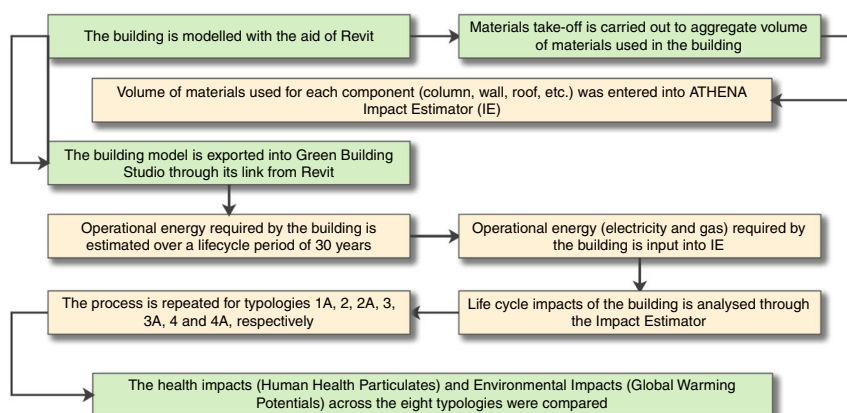 The building is modelled with the aid of Revit
Materials take-off is carried out to aggregate volume
of materials used in the building
Volume of materials used for each component (column, wall, roof, etc.) was entered into ATHENA
Impact Estimator (IE)
The building model is exported into Green Building
Studio through its link from Revit
Operational energy required by the building is
estimated over a lifecycle period of 30 years
Operational energy (electricity and gas) required by
the building is input into IE
Life cycle impacts of the building is analysed through
the Impact Estimator
The process is repeated for typologies 1A, 2, 2A, 3,
3A, 4 and 4A, respectively
The health impacts (Human Health Particulates) and Environmental Impacts (Global Warming
Potentials) across the eight typologies were compared